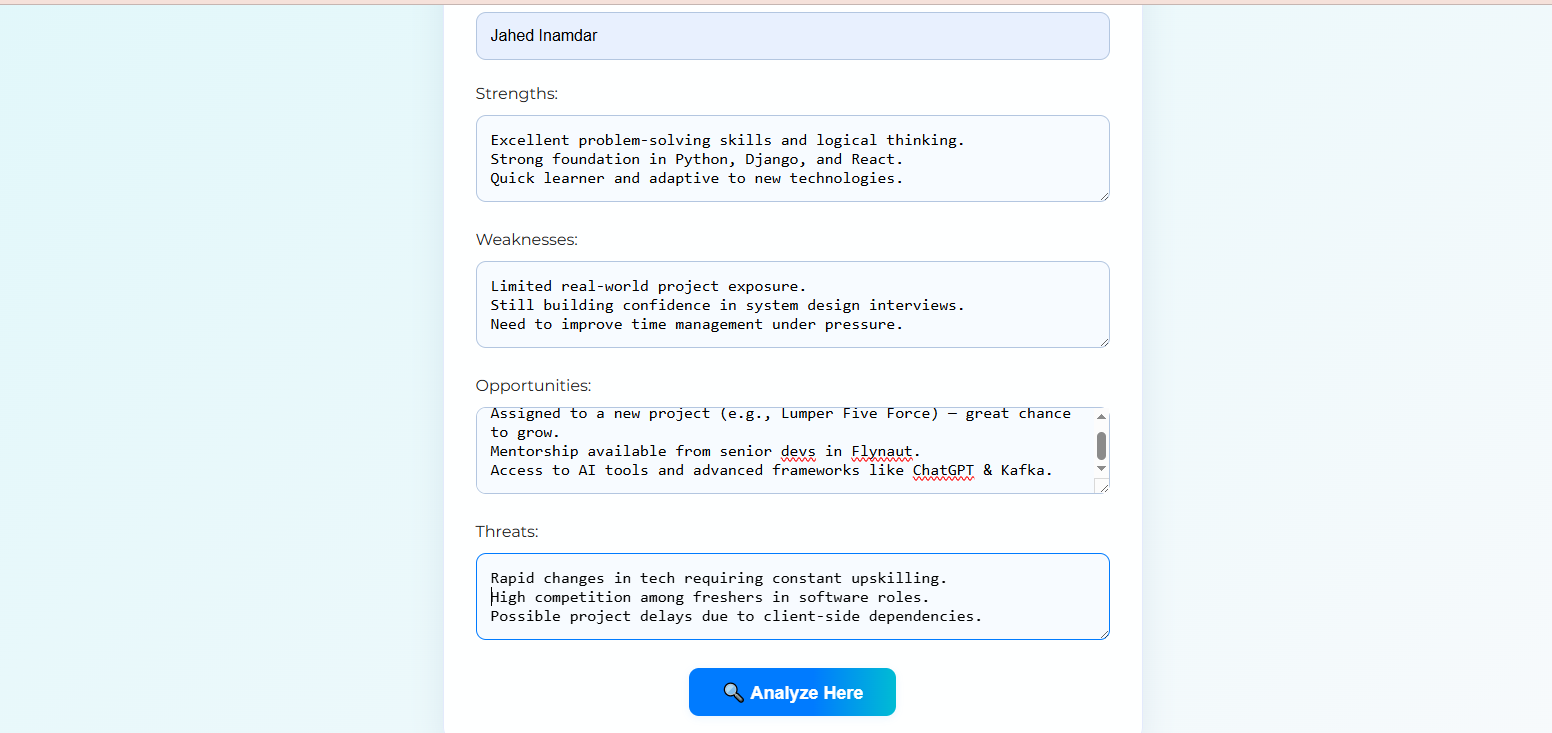 Jahed Inamdar
Strengths:
Excellent problem-solving skills and logical thinking.
Strong foundation in Python, Django, and React.
Quick learner and adaptive to new technologies.
Weaknesses:
Limited real-world project exposure.
Still building confidence in system design interviews.
Need to improve time management under pressure.
Opportunities:
Assigned to a new project (e.g., Lumper Five Force) – great chance
to grow.
Mentorship available from senior devs in Flynaut.
Access to AI tools and advanced frameworks like ChatGPT & Kafka.
Threats:
Rapid changes in tech requiring constant upskilling.
High competition among freshers in software roles.
Possible project delays due to client-side dependencies.
🔍 Analyze Here